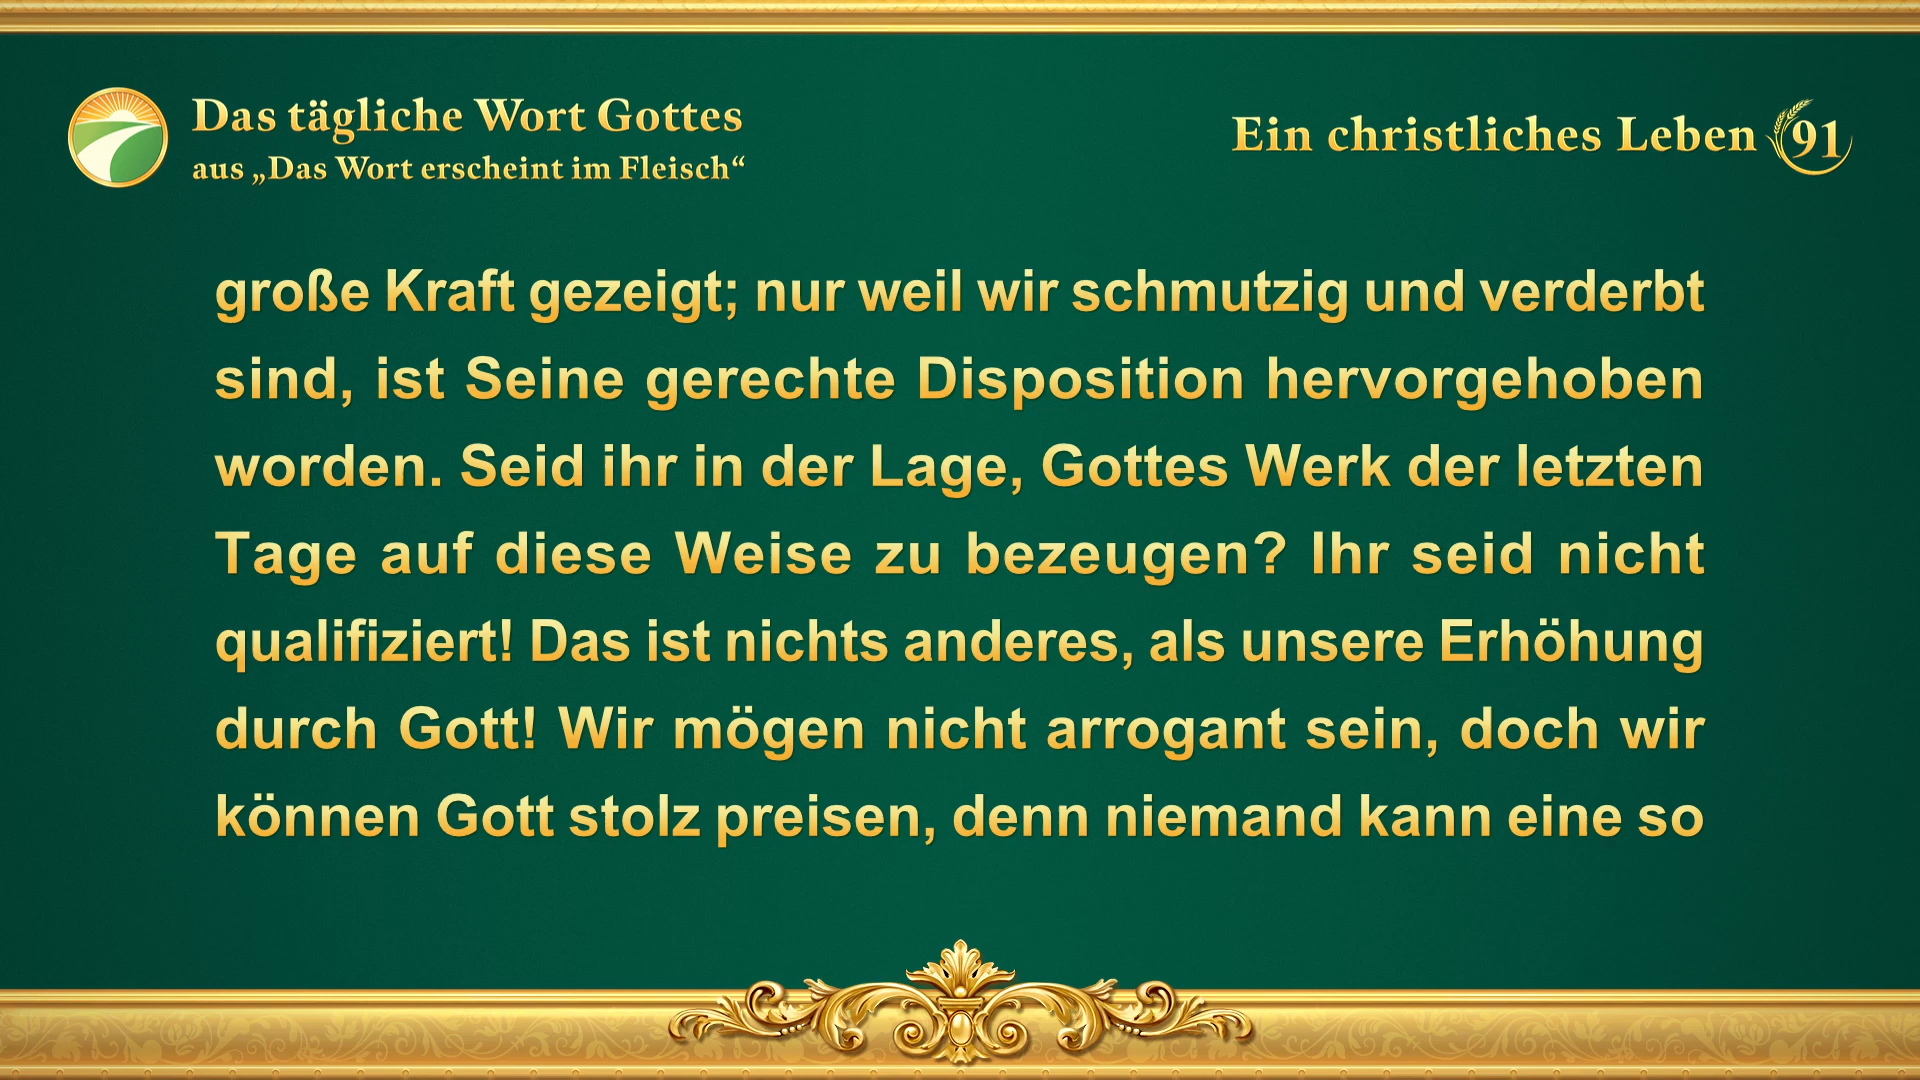 Das tägliche Wort Gottes
aus „Das Wort erscheint im Fleisch“
Ein christliches Leben 91
große Kraft gezeigt; nur weil wir schmutzig und verderbt
sind, ist Seine gerechte Disposition hervorgehoben
worden. Seid ihr in der Lage, Gottes Werk der letzten
Tage auf diese Weise zu bezeugen? Ihr seid nicht
qualifiziert! Das ist nichts anderes, als unsere Erhöhung
durch Gott! Wir mögen nicht arrogant sein, doch wir
können Gott stolz preisen, denn niemand kann eine so